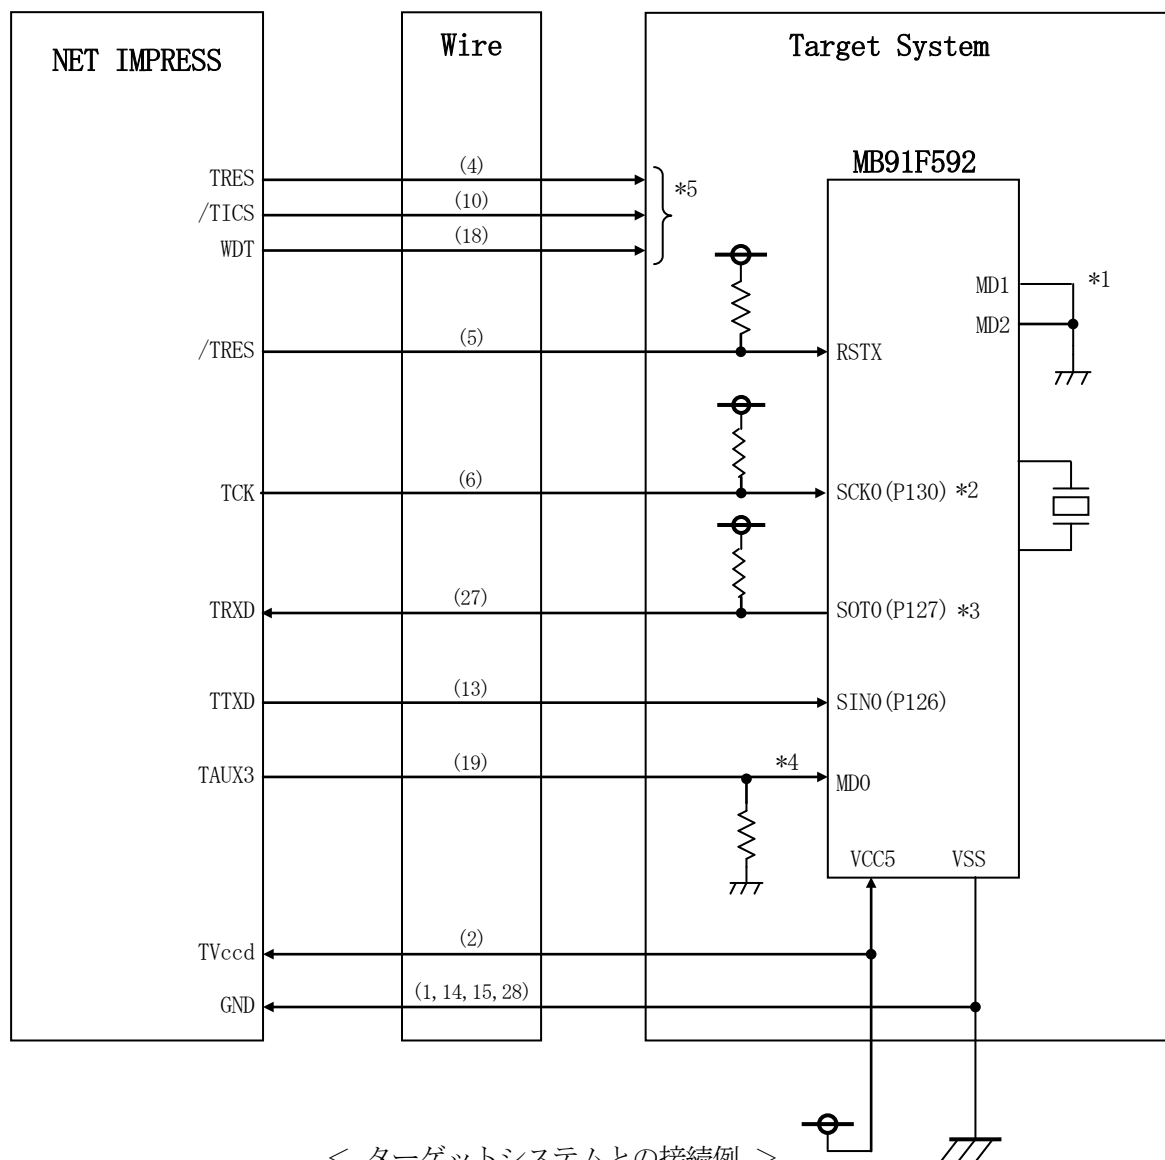 NET IMPRESS
Wire
Target System
MB91F592
TRES
(4)
*5
/TICS
(10)
WDT
(18)
MD1
*1
MD2
/TRES
(5)
RSTX
TCK
(6)
SCK0(P130) *2
TRXD
(27)
SOT0(P127) *3
TTXD
(13)
SIN0(P126)
TAUX3
(19)
*4
MD0
VCC5
VSS
TVccd
(2)
GND
(1,14,15,28)
< ターゲットシステムとの接続例 >